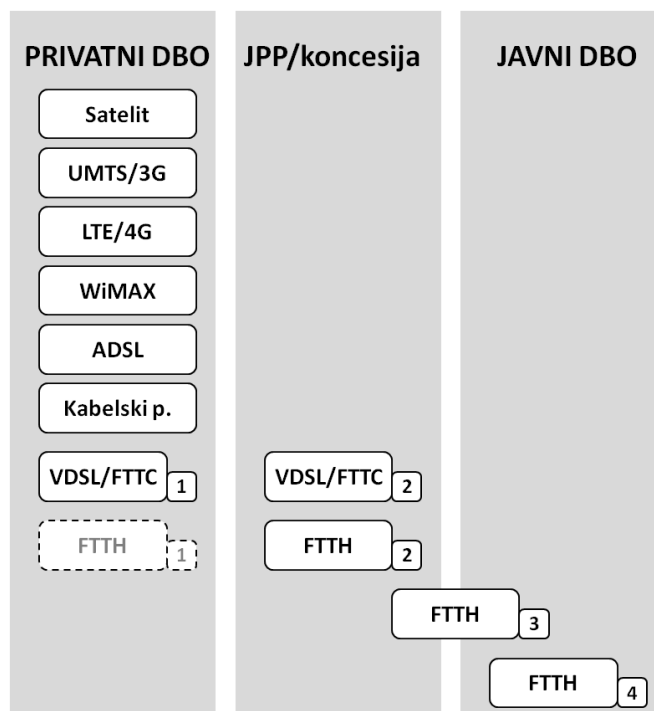 PRIVATNI DBO
JPP/koncesija
JAVNI DBO
Satelit
UMTS/3G
LTE/4G
WiMAX
ADSL
Kabelski p.
VDSL/FTTC
1
VDSL/FTTC
2
FTTH
1
FTTH
2
FTTH
3
FTTH
4